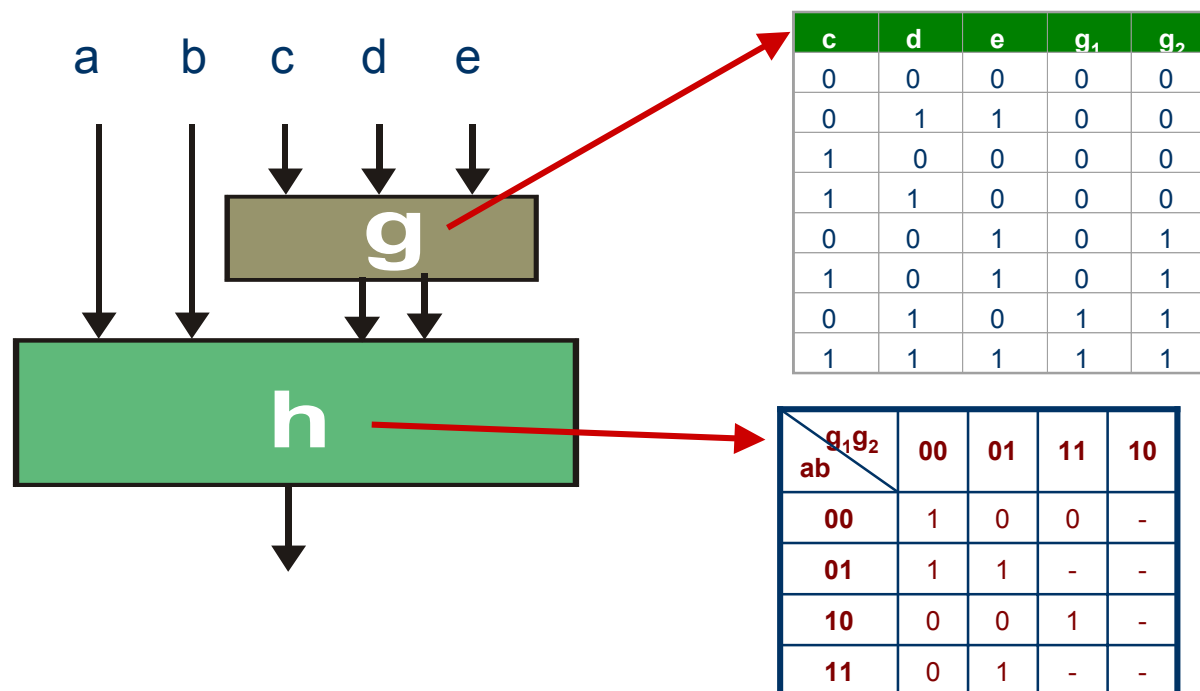 a b c d e
g
h
c d e g₁ g₂
0 0 0 0 0
0 1 1 0 0
1 0 0 0 0
1 1 0 0 0
0 0 1 0 1
1 0 1 0 1
0 1 0 1 1
1 1 1 1 1
g₁g₂ 00 01 11 10
ab
00 1 0 0 -
01 1 1 - -
10 0 0 1 -
11 0 1 - -